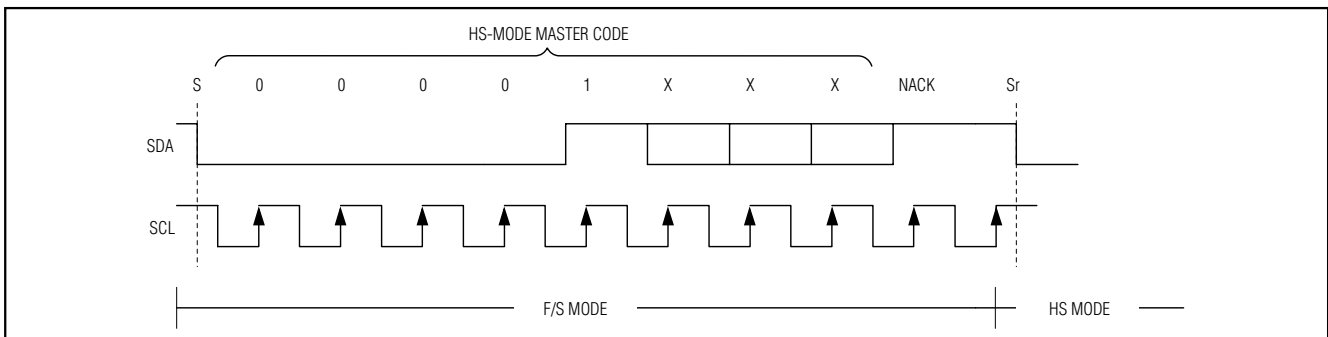 HS-MODE MASTER CODE
S 0 0 0 0 1 X X X NACK Sr
SDA
SCL
F/S MODE HS MODE